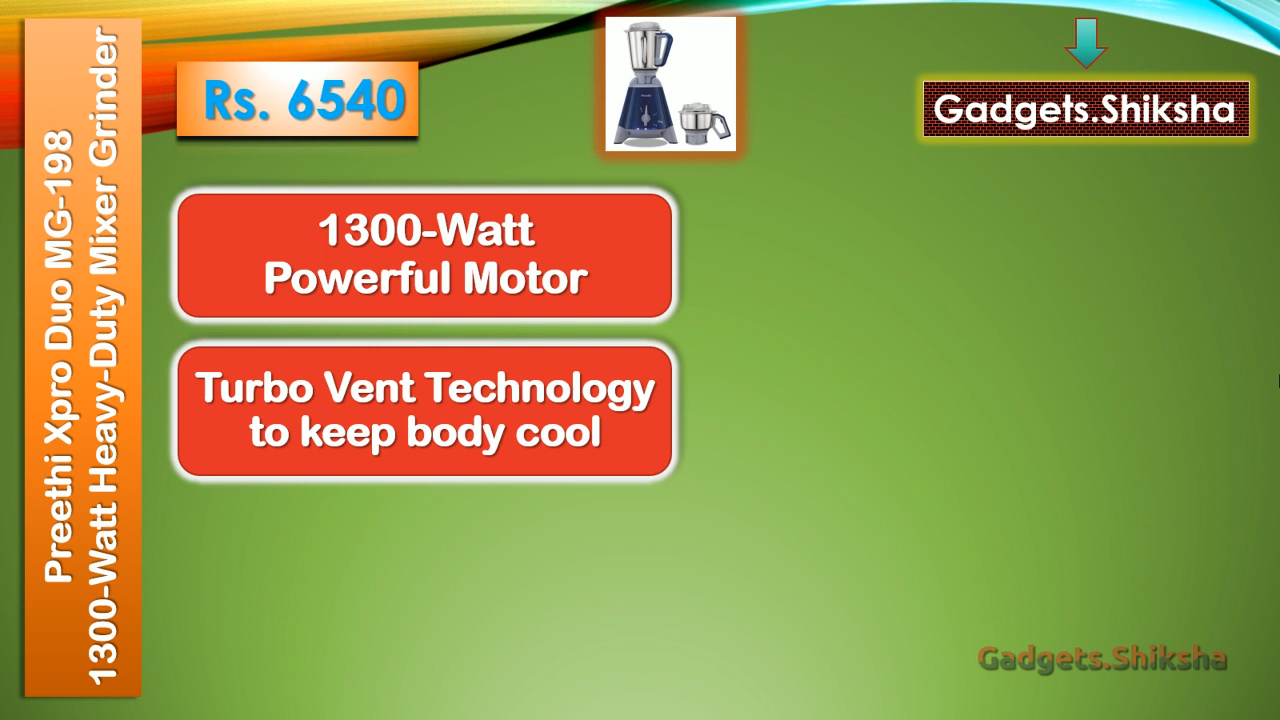 Preethi Xpro Duo MG-198
1300-Watt Heavy-Duty Mixer Grinder
Rs. 6540
Gadgets.Shiksha
1300-Watt
Powerful Motor
Turbo Vent Technology
to keep body cool
Gadgets.Shiksha